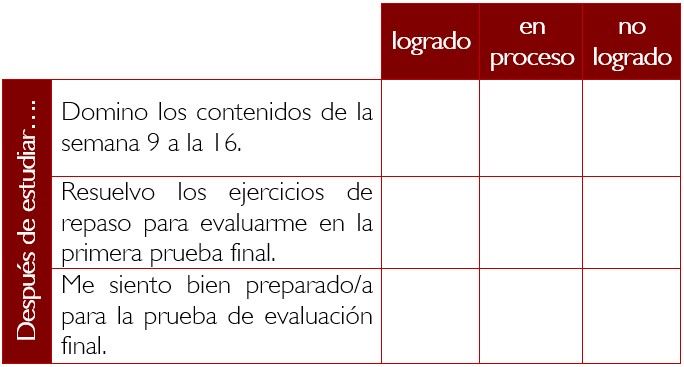 logrado
en
proceso
no
logrado
Después de estudiar....
Domino los contenidos de la
semana 9 a la 16.
Resuelvo los ejercicios de
repaso para evaluarme en la
primera prueba final.
Me siento bien preparado/a
para la prueba de evaluación
final.